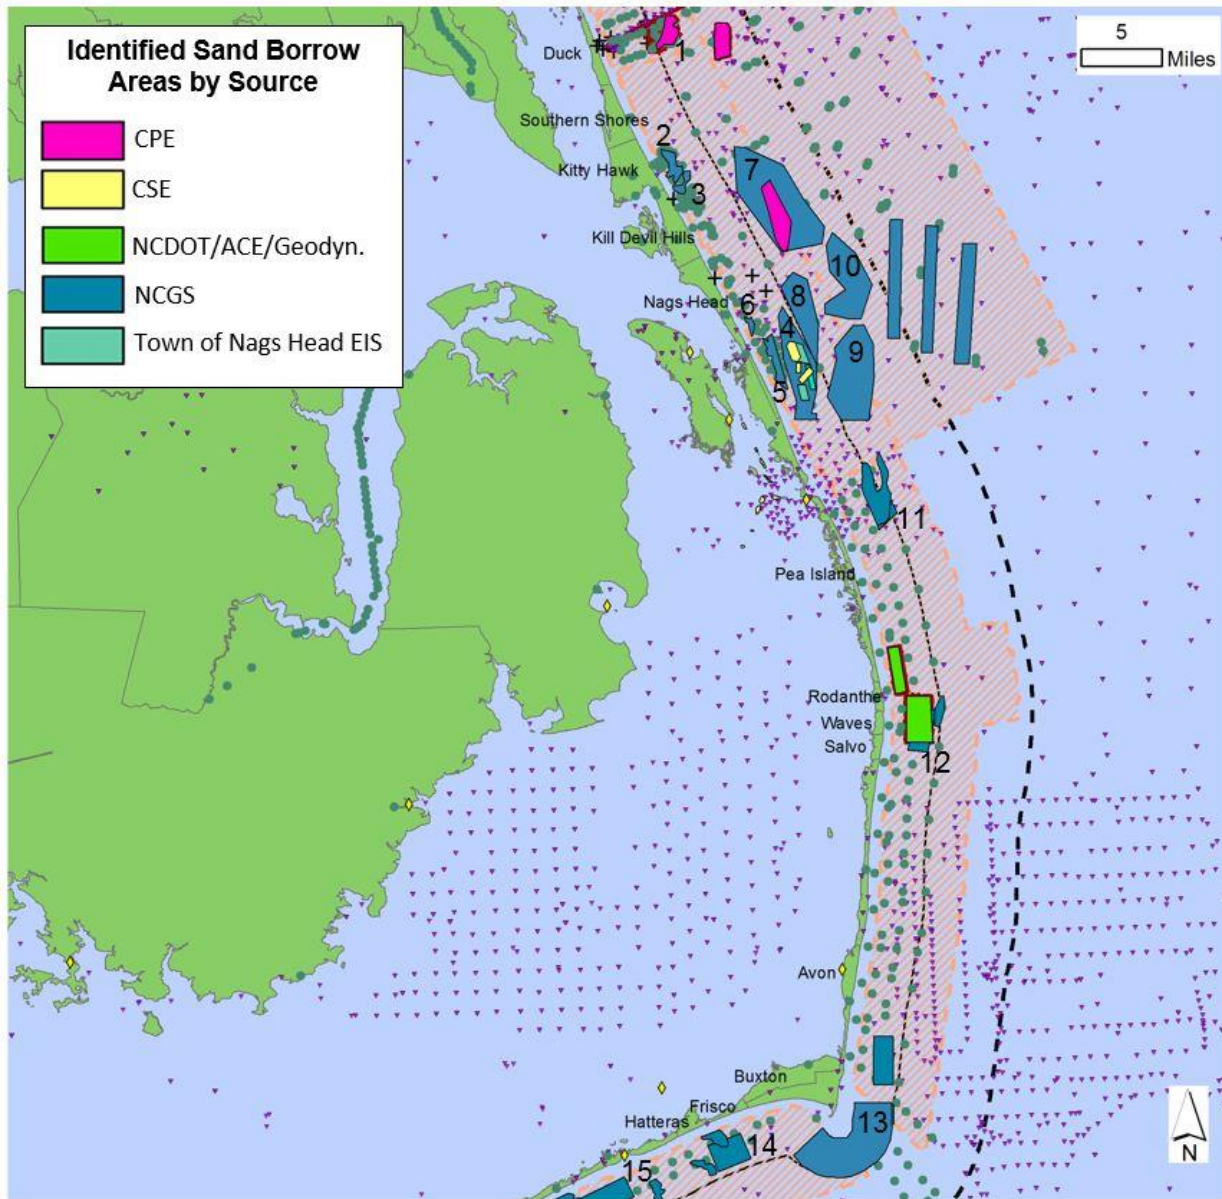 Identified Sand Borrow
Areas by Source
CPE
CSE
NCDOT/ACE/Geodyn.
NCGS
Town of Nags Head EIS
5
Miles
Duck
1
Southern Shores
2
Kitty Hawk
3
7
Kill Devil Hills
10
Nags Head
6
8
4
9
5
11
Pea Island
Rodanthe
Waves
Salvo
12
Avon
Buxton
Frisco
Hatteras
13
14
15
N